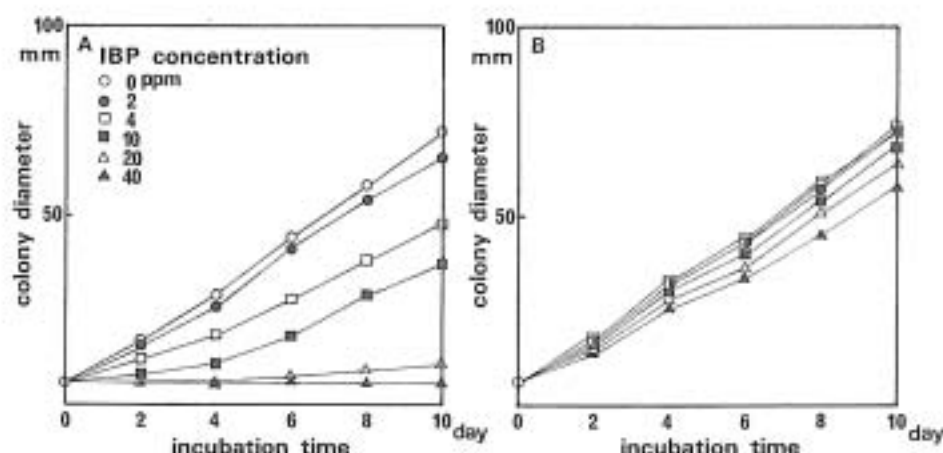 100
mm
50
colony diameter
A
IBP concentration
0 ppm
2
4
10
20
40
0 2 4 6 8 10 day
incubation time
100
mm
50
colony diameter
B
0 2 4 6 8 10 day
incubation time